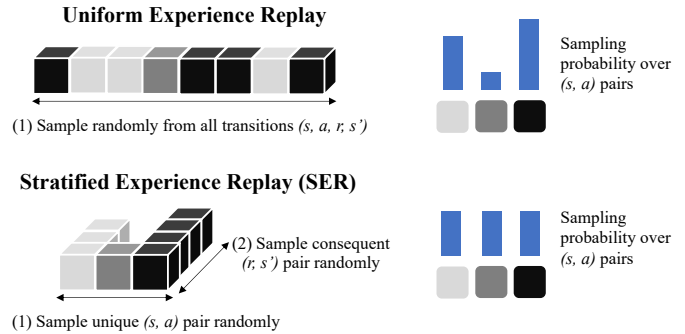 Uniform Experience Replay
(1) Sample randomly from all transitions (s, a, r, s’)
Sampling
probability over
(s, a) pairs
Stratified Experience Replay (SER)
(2) Sample consequent
(r, s’) pair randomly
(1) Sample unique (s, a) pair randomly
Sampling
probability over
(s, a) pairs